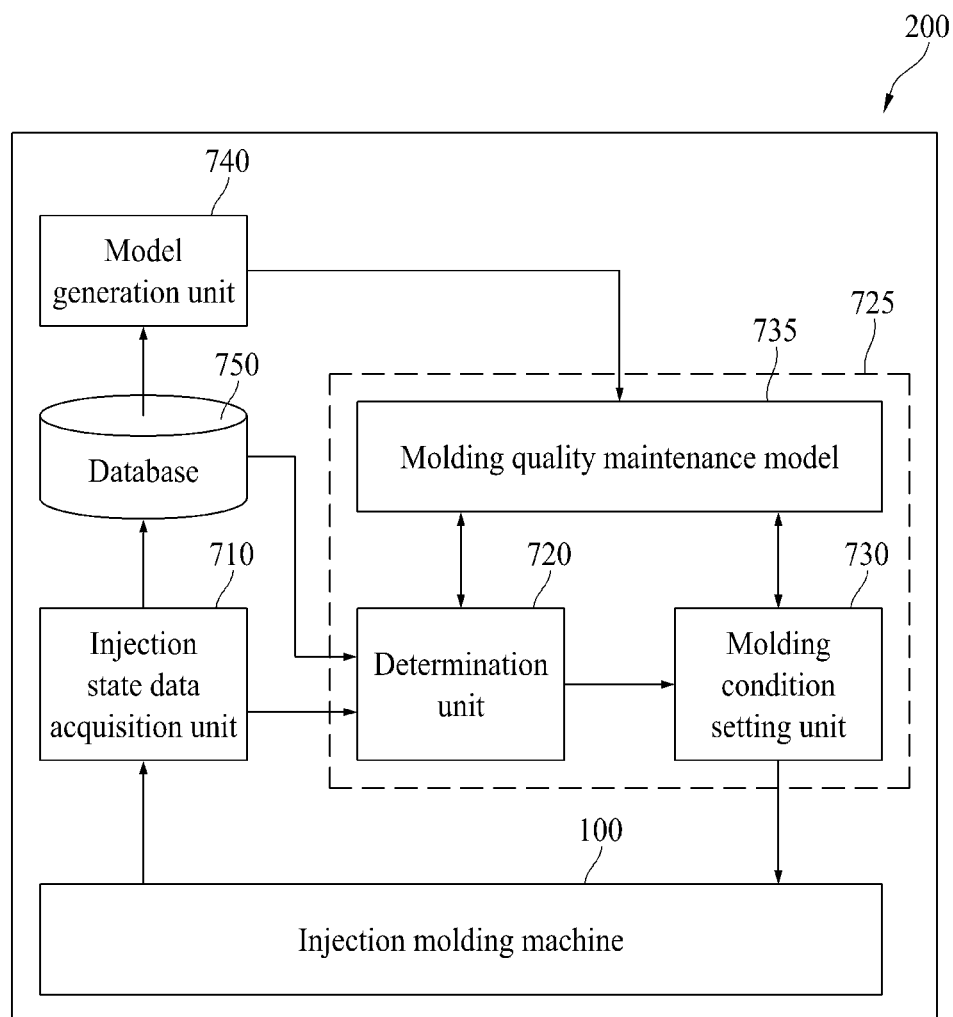 200
740
Model
generation unit
725
735
750
Molding quality maintenance model
Database
710
720
730
Injection
state data
acquisition unit
Determination
unit
Molding
condition
setting unit
100
Injection molding machine